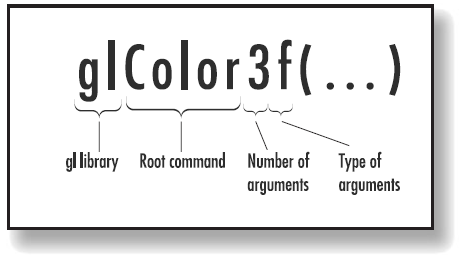 glColor3f(...)
gl library Root command Number of arguments Type of arguments